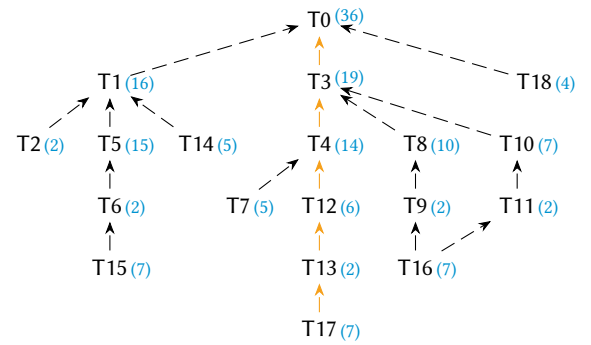 T0 (36)
T1 (16) T3 (19) T18 (4)
T2 (2) T5 (15) T14 (5) T4 (14) T8 (10) T10 (7)
T6 (2) T7 (5) T12 (6) T9 (2) T11 (2)
T15 (7) T13 (2) T16 (7)
T17 (7)